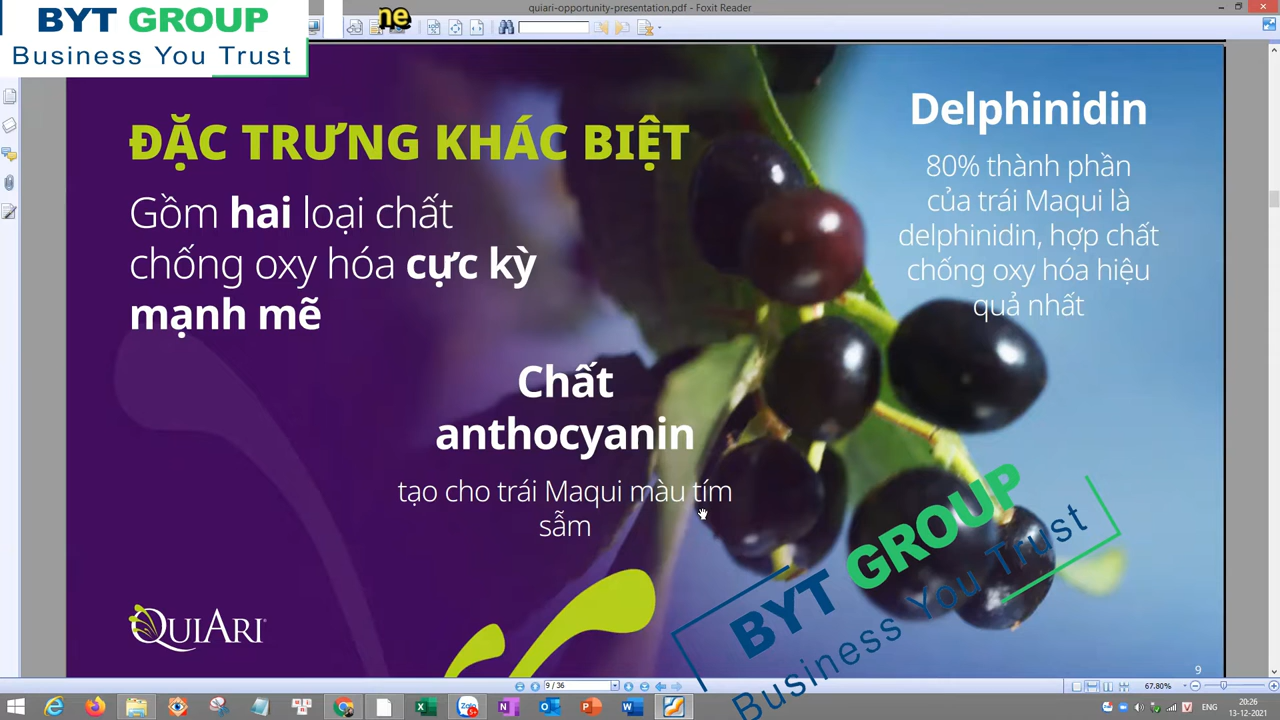 quiari-opportunity-presentation.pdf - Foxit Reader
BYT GROUP
Business You Trust
ne
ĐẶC TRƯNG KHÁC BIỆT
Gồm hai loại chất
chống oxy hóa cực kỳ
mạnh mẽ
Delphinidin
80% thành phần
của trái Maqui là
delphinidin, hợp chất
chống oxy hóa hiệu
quả nhất
Chất
anthocyanin
tạo cho trái Maqui màu tím
sẫm
BYT GROUP
Business You Trust
QUIARI
9
9 / 36
67.80%
Zalo
5+
ENG
20:26
13-12-2021